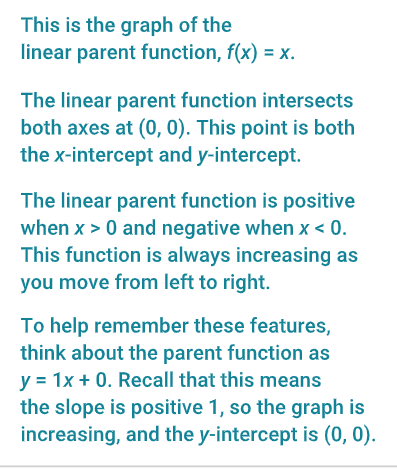 This is the graph of the
linear parent function, f(x) = x.
The linear parent function intersects
both axes at (0, 0). This point is both
the x-intercept and y-intercept.
The linear parent function is positive
when x > 0 and negative when x < 0.
This function is always increasing as
you move from left to right.
To help remember these features,
think about the parent function as
y = 1x + 0. Recall that this means
the slope is positive 1, so the graph is
increasing, and the y-intercept is (0, 0).